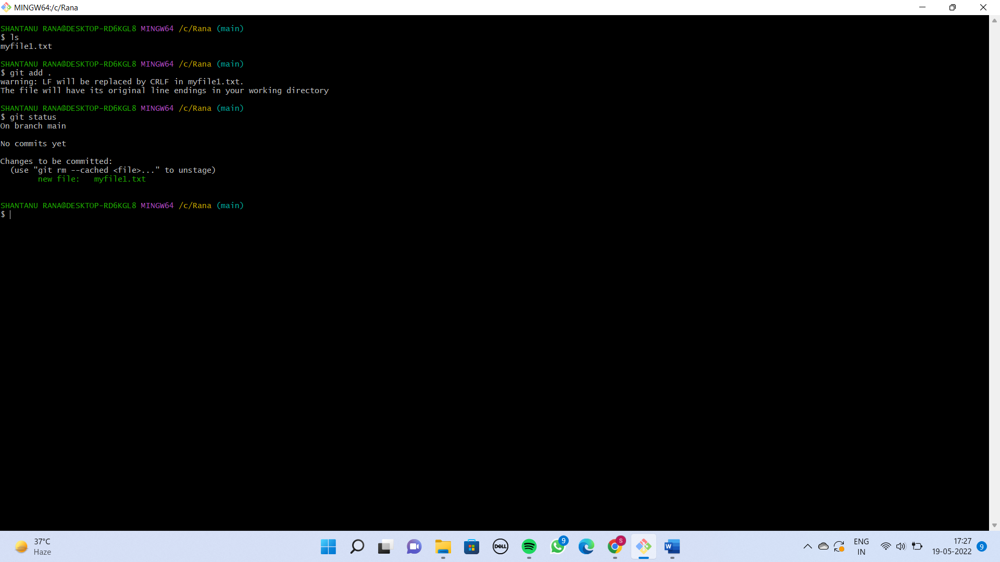 MINGW64:/c/Rana
SHANTANU RANA@DESKTOP-RD6KGL8 MINGW64 /c/Rana (main)
$ ls
myfile1.txt
SHANTANU RANA@DESKTOP-RD6KGL8 MINGW64 /c/Rana (main)
$ git add .
warning: LF will be replaced by CRLF in myfile1.txt.
The file will have its original line endings in your working directory
SHANTANU RANA@DESKTOP-RD6KGL8 MINGW64 /c/Rana (main)
$ git status
On branch main
No commits yet
Changes to be committed:
  (use "git rm --cached <file>..." to unstage)
        new file:   myfile1.txt
SHANTANU RANA@DESKTOP-RD6KGL8 MINGW64 /c/Rana (main)
$
37°C
Haze
DELL
9
S
W
ENG
IN
17:27
19-05-2022
9